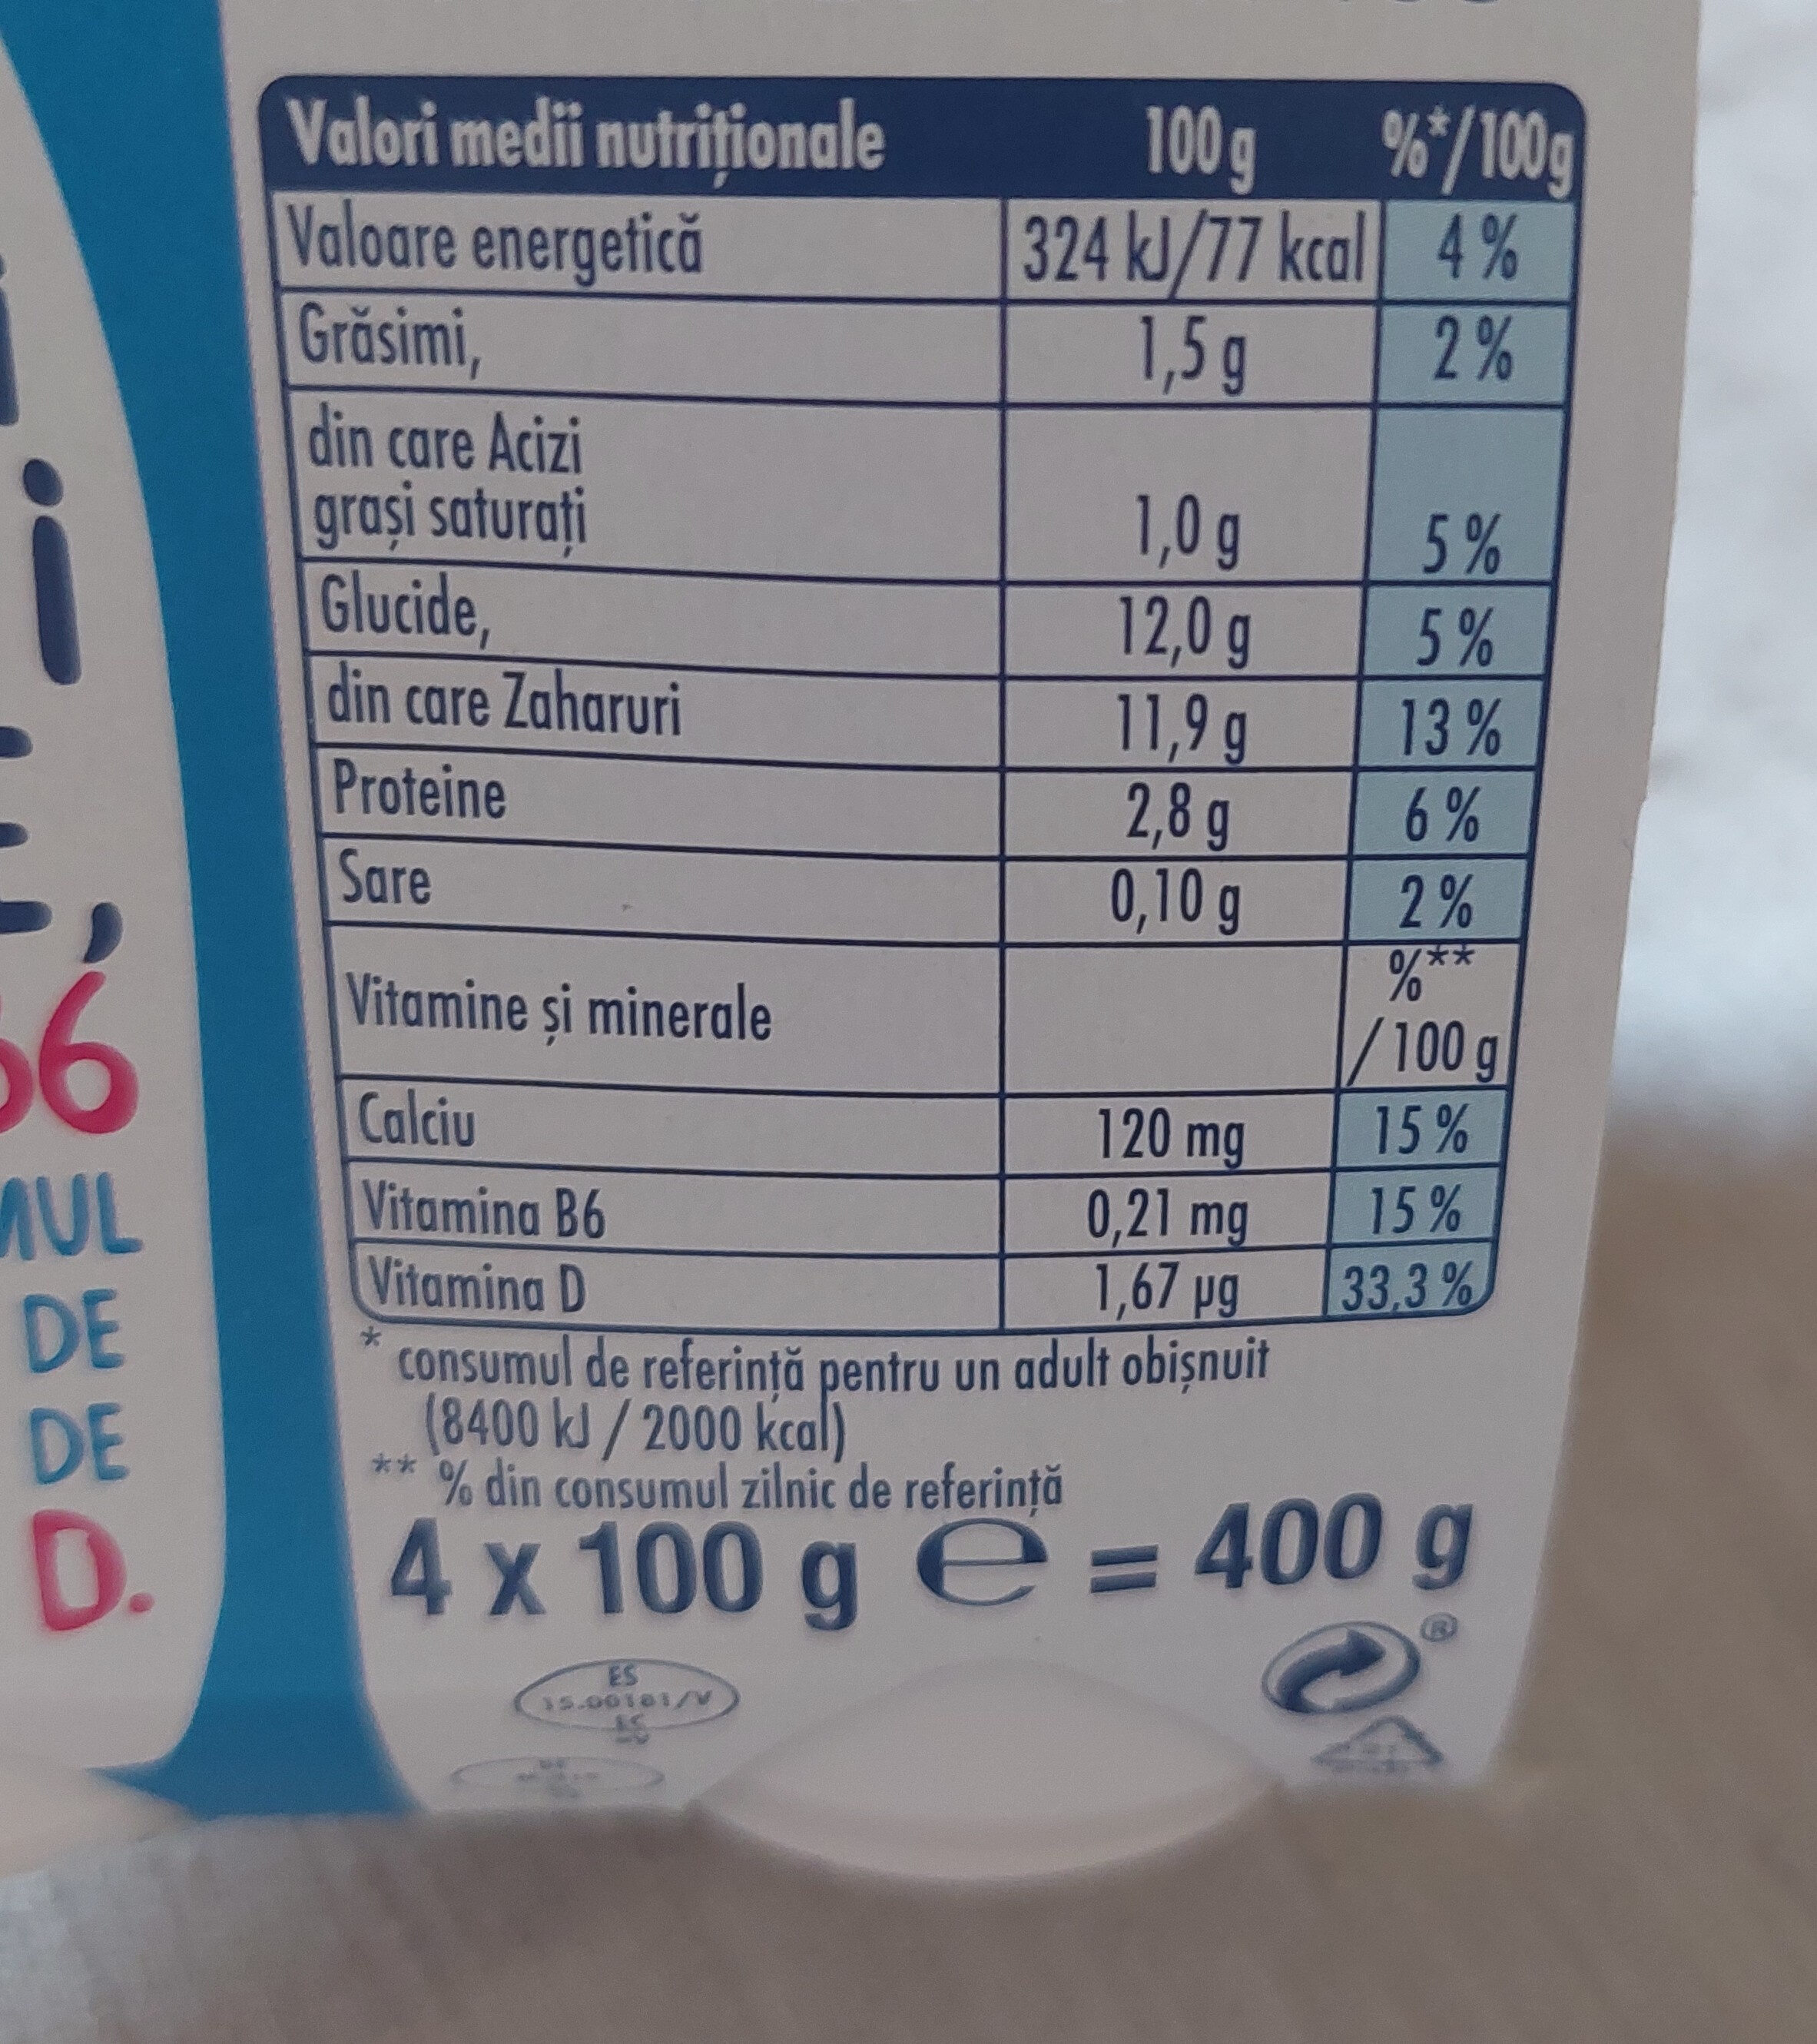 Valori medii nutriționale 100 g %*/100g
Valoare energetică 324 kJ/77 kcal 4 %
Grăsimi, 1,5 g 2 %
din care Acizi
grași saturați 1,0 g 5 %
Glucide, 12,0 g 5 %
din care Zaharuri 11,9 g 13 %
Proteine 2,8 g 6 %
Sare 0,10 g 2 %
%**
Vitamine și minerale / 100 g
Calciu 120 mg 15 %
Vitamina B6 0,21 mg 15 %
Vitamina D 1,67 µg 33,3 %
* consumul de referință pentru un adult obișnuit
(8400 kJ / 2000 kcal)
** % din consumul zilnic de referință
4 x 100 g e = 400 g
®
ES
15.00181/V
DE
DE
D.